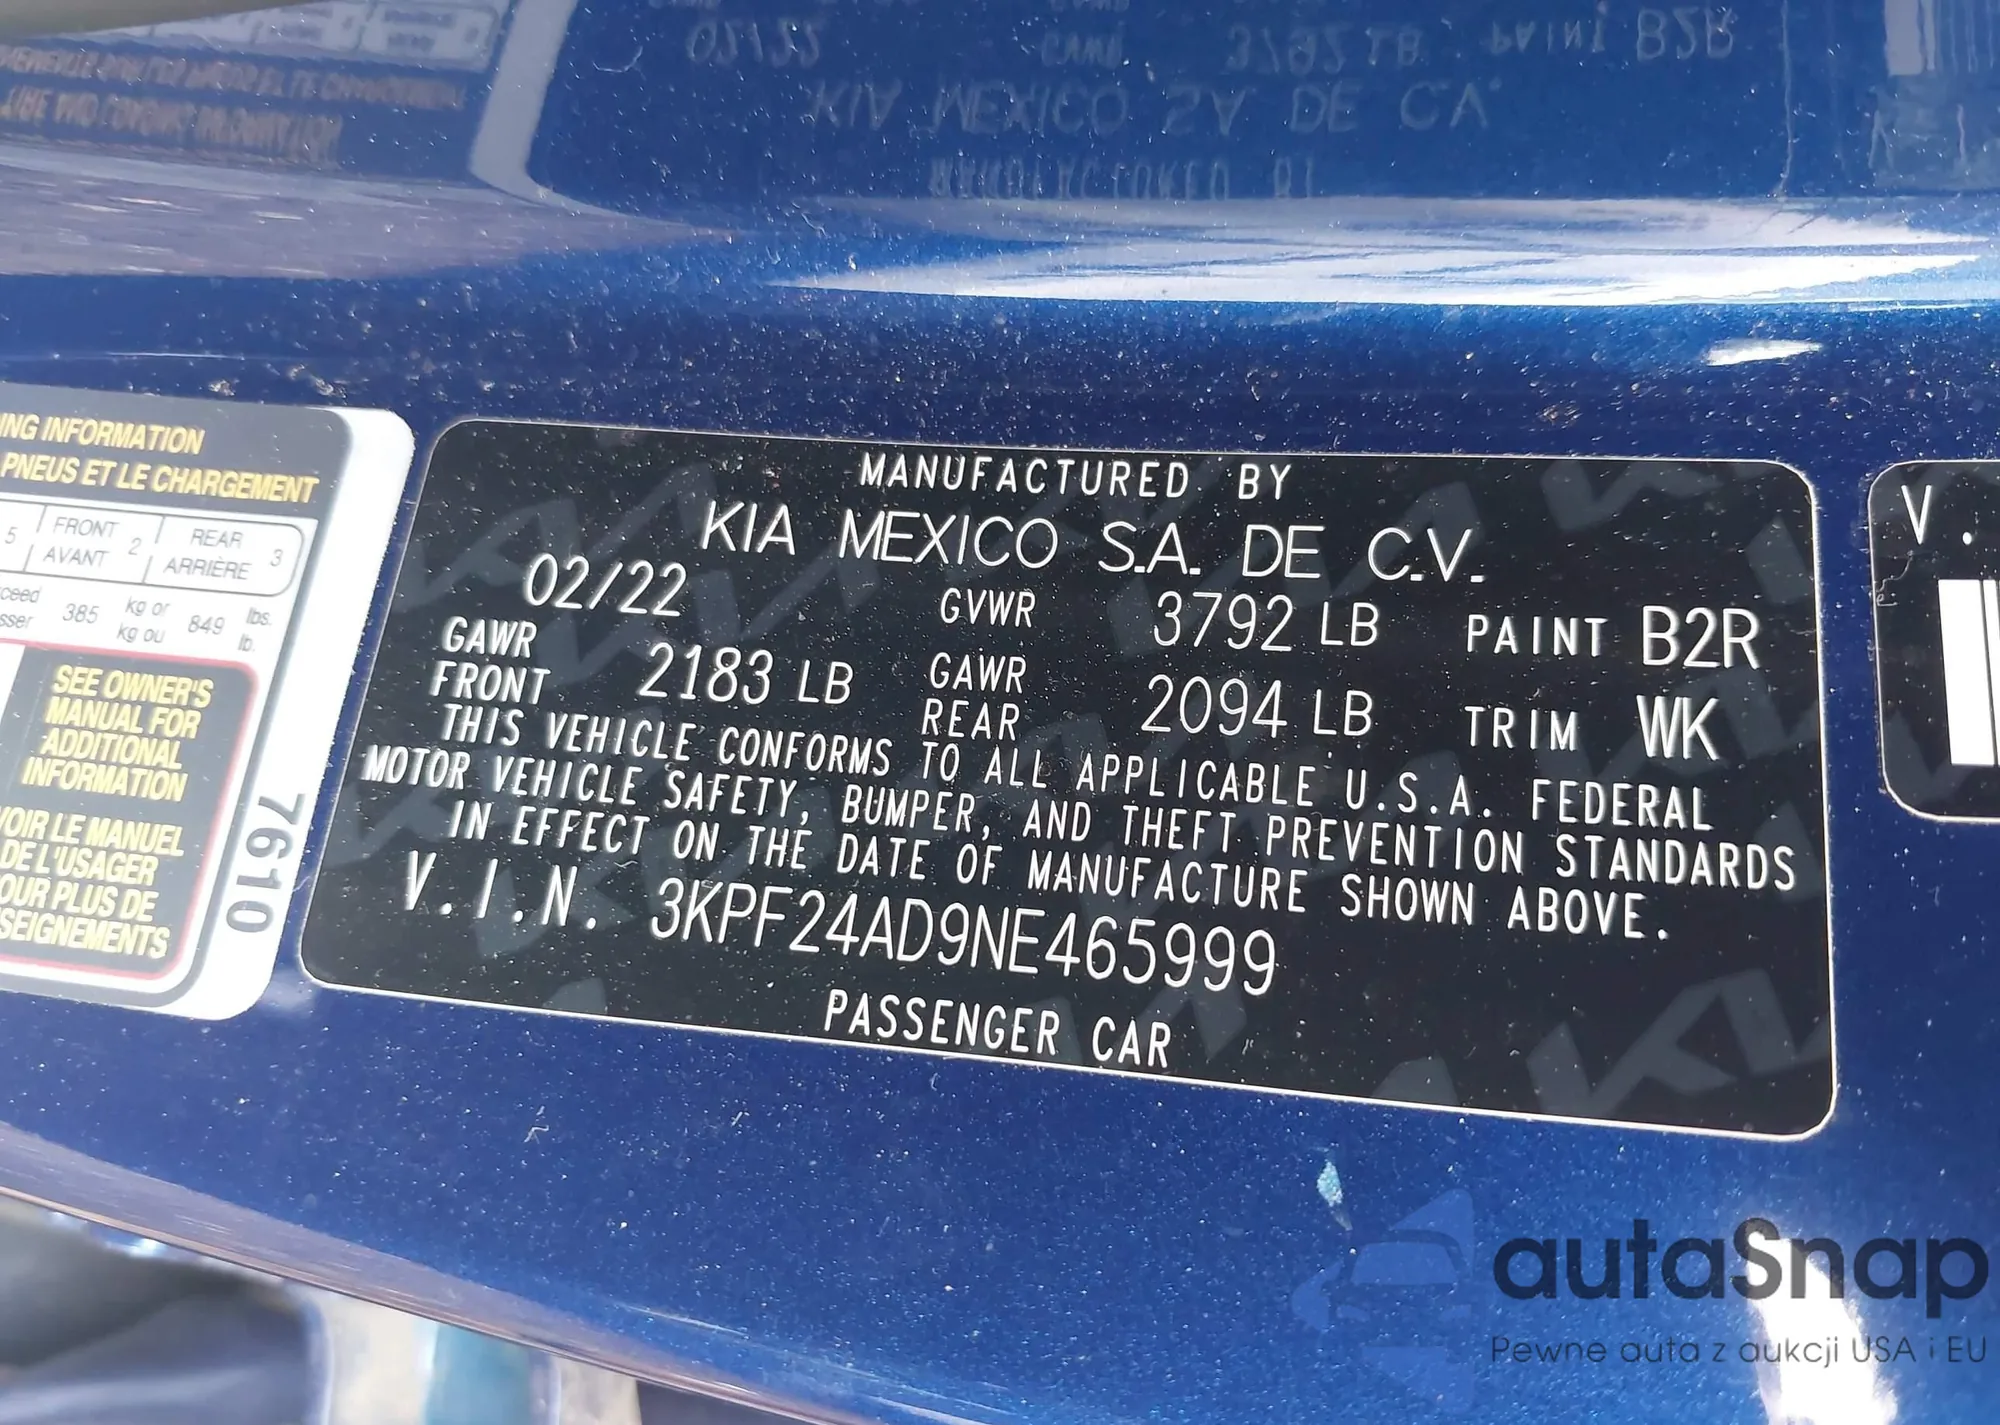 ING INFORMATION
PNEUS ET LE CHARGEMENT
5 FRONT AVANT 2 REAR ARRIÈRE 3
385 kg or kg ou 849 lbs. lb.
SEE OWNER'S
MANUAL FOR
ADDITIONAL
INFORMATION
VOIR LE MANUEL
DE L'USAGER
OUR PLUS DE
SEIGNEMENTS
7610
MANUFACTURED BY
KIA MEXICO S.A. DE C.V.
02/22 GVWR 3792 LB PAINT B2R
GAWR FRONT 2183 LB GAWR REAR 2094 LB TRIM WK
THIS VEHICLE CONFORMS TO ALL APPLICABLE U.S.A. FEDERAL
MOTOR VEHICLE SAFETY, BUMPER, AND THEFT PREVENTION STANDARDS
IN EFFECT ON THE DATE OF MANUFACTURE SHOWN ABOVE.
V.I.N. 3KPF24AD9NE465999
PASSENGER CAR
V.
autaSnap
Pewne auta z aukcji USA i EU